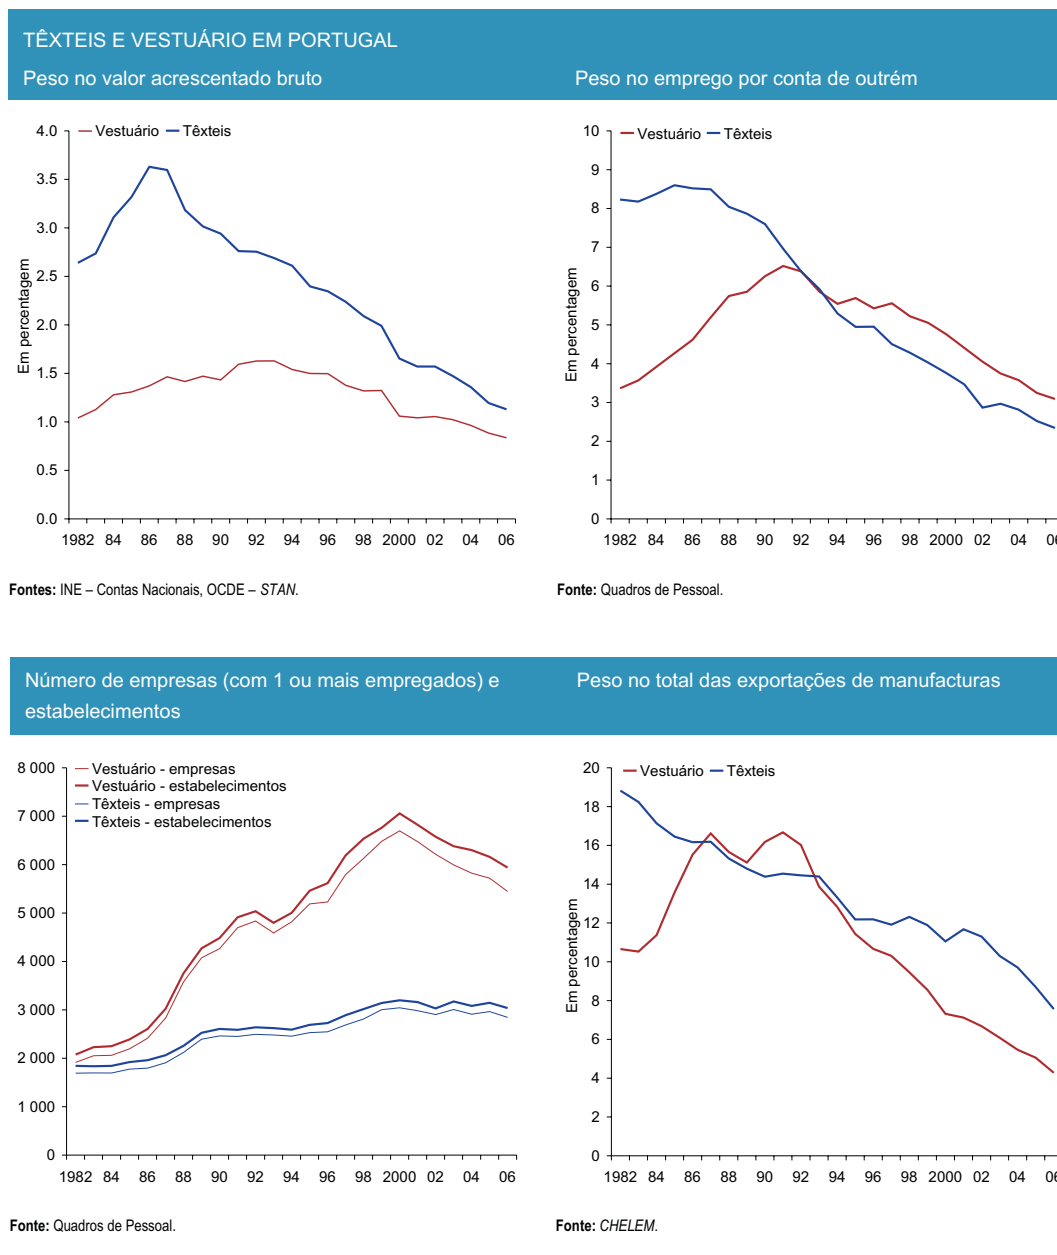 TÊXTEIS E VESTUÁRIO EM PORTUGAL
Peso no valor acrescentado bruto
Peso no emprego por conta de outrém
4.0
3.5
3.0
2.5
2.0
1.5
1.0
0.5
0.0
Em percentagem
Vestuário
Têxteis
1982 84 86 88 90 92 94 96 98 2000 02 04 06
Fontes: INE – Contas Nacionais, OCDE – STAN.
10
9
8
7
6
5
4
3
2
1
0
Em percentagem
Vestuário
Têxteis
1982 84 86 88 90 92 94 96 98 2000 02 04 06
Fonte: Quadros de Pessoal.
Número de empresas (com 1 ou mais empregados) e
estabelecimentos
Peso no total das exportações de manufacturas
8 000
7 000
6 000
5 000
4 000
3 000
2 000
1 000
0
Vestuário - empresas
Vestuário - estabelecimentos
Têxteis - empresas
Têxteis - estabelecimentos
1982 84 86 88 90 92 94 96 98 2000 02 04 06
Fonte: Quadros de Pessoal.
20
18
16
14
12
10
8
6
4
2
0
Em percentagem
Vestuário
Têxteis
1982 84 86 88 90 92 94 96 98 2000 02 04 06
Fonte: CHELEM.